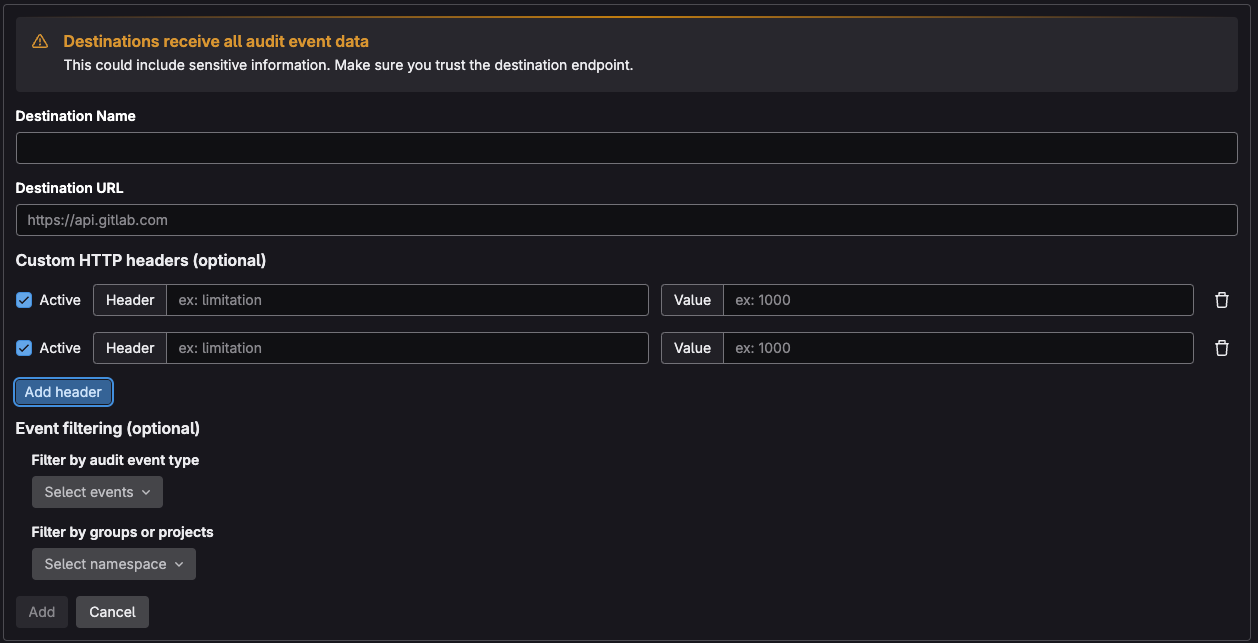 Destinations receive all audit event data
This could include sensitive information. Make sure you trust the destination endpoint.
Destination Name
Destination URL
https://api.gitlab.com
Custom HTTP headers (optional)
Active Header ex: limitation Value ex: 1000
Active Header ex: limitation Value ex: 1000
Add header
Event filtering (optional)
Filter by audit event type
Select events
Filter by groups or projects
Select namespace
Add Cancel